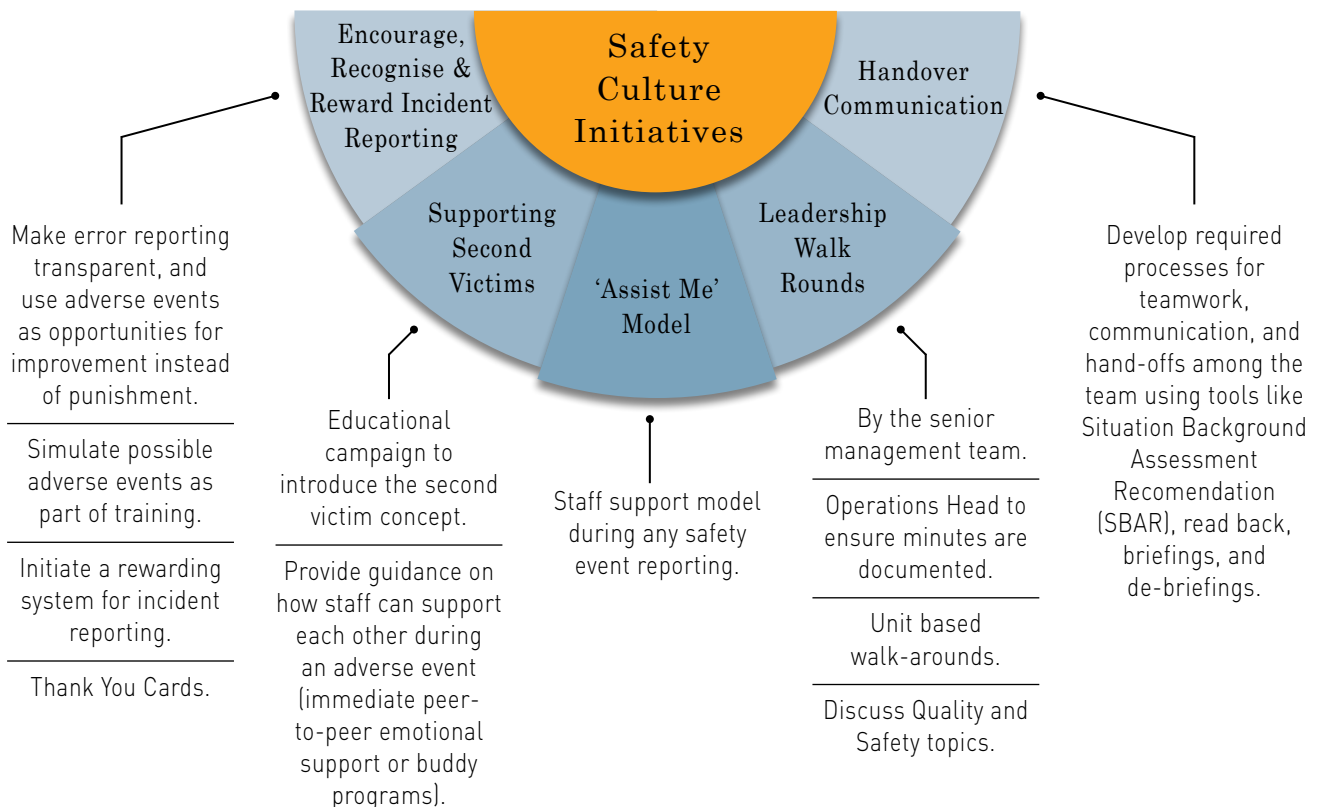 Safety
Culture
Initiatives
Encourage,
Recognise &
Reward Incident
Reporting
Supporting
Second
Victims
‘Assist Me’
Model
Leadership
Walk
Rounds
Handover
Communication
Make error reporting
transparent, and
use adverse events
as opportunities for
improvement instead
of punishment.
Simulate possible
adverse events as
part of training.
Initiate a rewarding
system for incident
reporting.
Thank You Cards.
Educational
campaign to
introduce the second
victim concept.
Provide guidance on
how staff can support
each other during
an adverse event
(immediate peer-
to-peer emotional
support or buddy
programs).
Staff support model
during any safety
event reporting.
By the senior
management team.
Operations Head to
ensure minutes are
documented.
Unit based
walk-arounds.
Discuss Quality and
Safety topics.
Develop required
processes for
teamwork,
communication, and
hand-offs among the
team using tools like
Situation Background
Assessment
Recomendation
(SBAR), read back,
briefings, and
de-briefings.